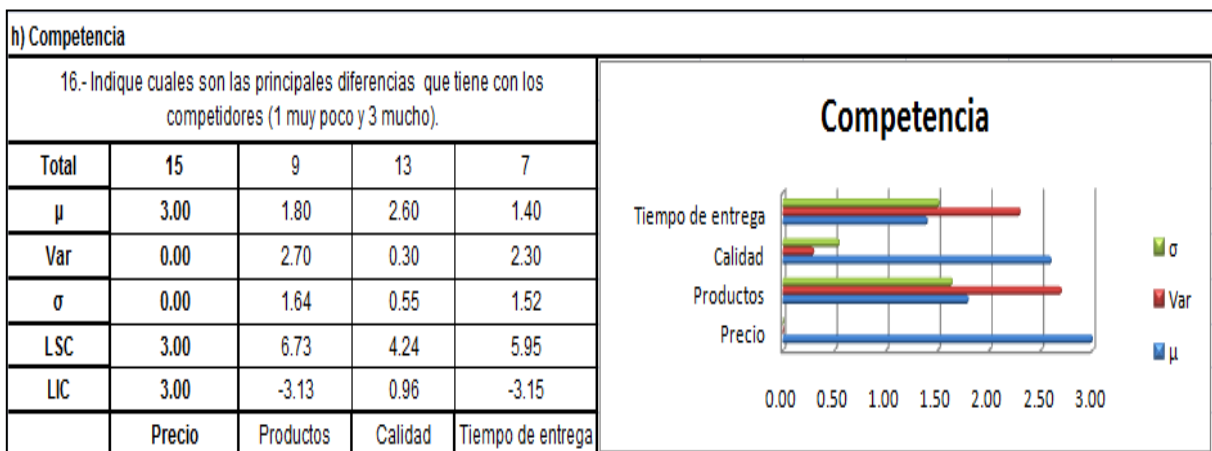 h) Competencia
16.- Indique cuales son las principales diferencias que tiene con los
competidores (1 muy poco y 3 mucho).
Total 15 9 13 7
µ 3.00 1.80 2.60 1.40
Var 0.00 2.70 0.30 2.30
σ 0.00 1.64 0.55 1.52
LSC 3.00 6.73 4.24 5.95
LIC 3.00 -3.13 0.96 -3.15
Precio Productos Calidad Tiempo de entrega
Competencia
Tiempo de entrega
Calidad
Productos
Precio
0.00 0.50 1.00 1.50 2.00 2.50 3.00
σ
Var
µ